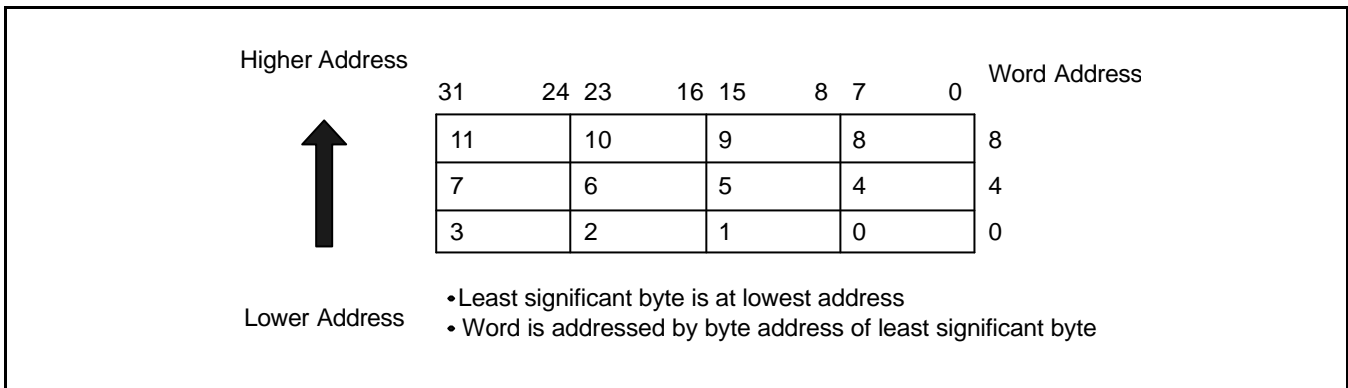 Higher Address
Word Address
31 24 23 16 15 8 7 0
11 10 9 8 8
7 6 5 4 4
3 2 1 0 0
•Least significant byte is at lowest address
Lower Address
• Word is addressed by byte address of least significant byte